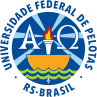 UNIVERSIDADE FEDERAL DE PELOTAS
Α Ω
RS-BRASIL